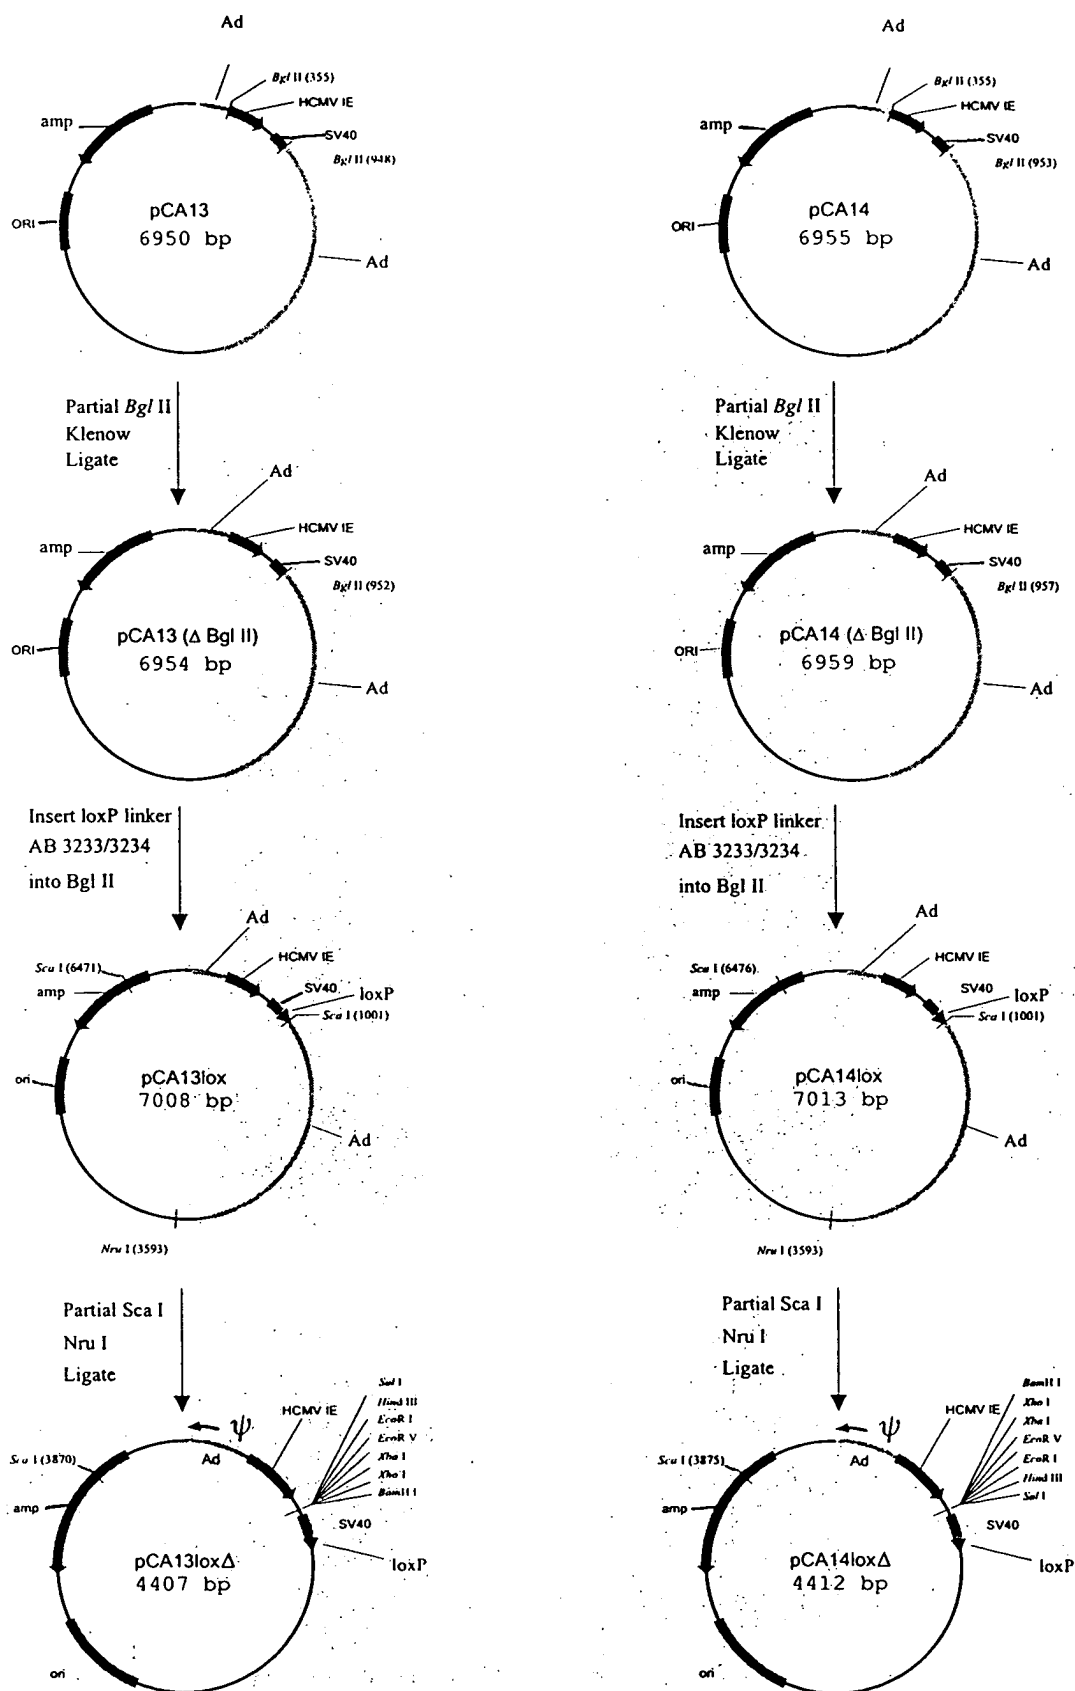 Ad
Bgl II (355)
HCMV IE
amp
SV40
Bgl II (948)
pCA13
6950 bp
ORI
Ad
Partial Bgl II
Klenow
Ligate
Ad
HCMV IE
amp
SV40
Bgl II (952)
pCA13 (Δ Bgl II)
6954 bp
ORI
Ad
Insert loxP linker
AB 3233/3234
into Bgl II
Ad
Sca I (6471)
HCMV IE
amp
SV40
loxP
Sca I (1001)
pCA13lox
7008 bp
ori
Ad
Nru I (3593)
Partial Sca I
Nru I
Ligate
Sal I
Hind III
EcoR I
EcoR V
Xba I
Xho I
BamH I
ψ
HCMV IE
Ad
Sca I (3870)
amp
SV40
loxP
pCA13loxΔ
4407 bp
ori
Ad
Bgl II (355)
HCMV IE
amp
SV40
Bgl II (953)
pCA14
6955 bp
ORI
Ad
Partial Bgl II
Klenow
Ligate
Ad
HCMV IE
amp
SV40
Bgl II (957)
pCA14 (Δ Bgl II)
6959 bp
ORI
Ad
Insert loxP linker
AB 3233/3234
into Bgl II
Ad
Sca I (6476)
HCMV IE
amp
SV40
loxP
Sca I (1001)
pCA14lox
7013 bp
ori
Ad
Nru I (3593)
Partial Sca I
Nru I
Ligate
BamH I
Xho I
Xba I
EcoR V
EcoR I
Hind III
Sal I
ψ
HCMV IE
Ad
Sca I (3875)
amp
SV40
loxP
pCA14loxΔ
4412 bp
ori